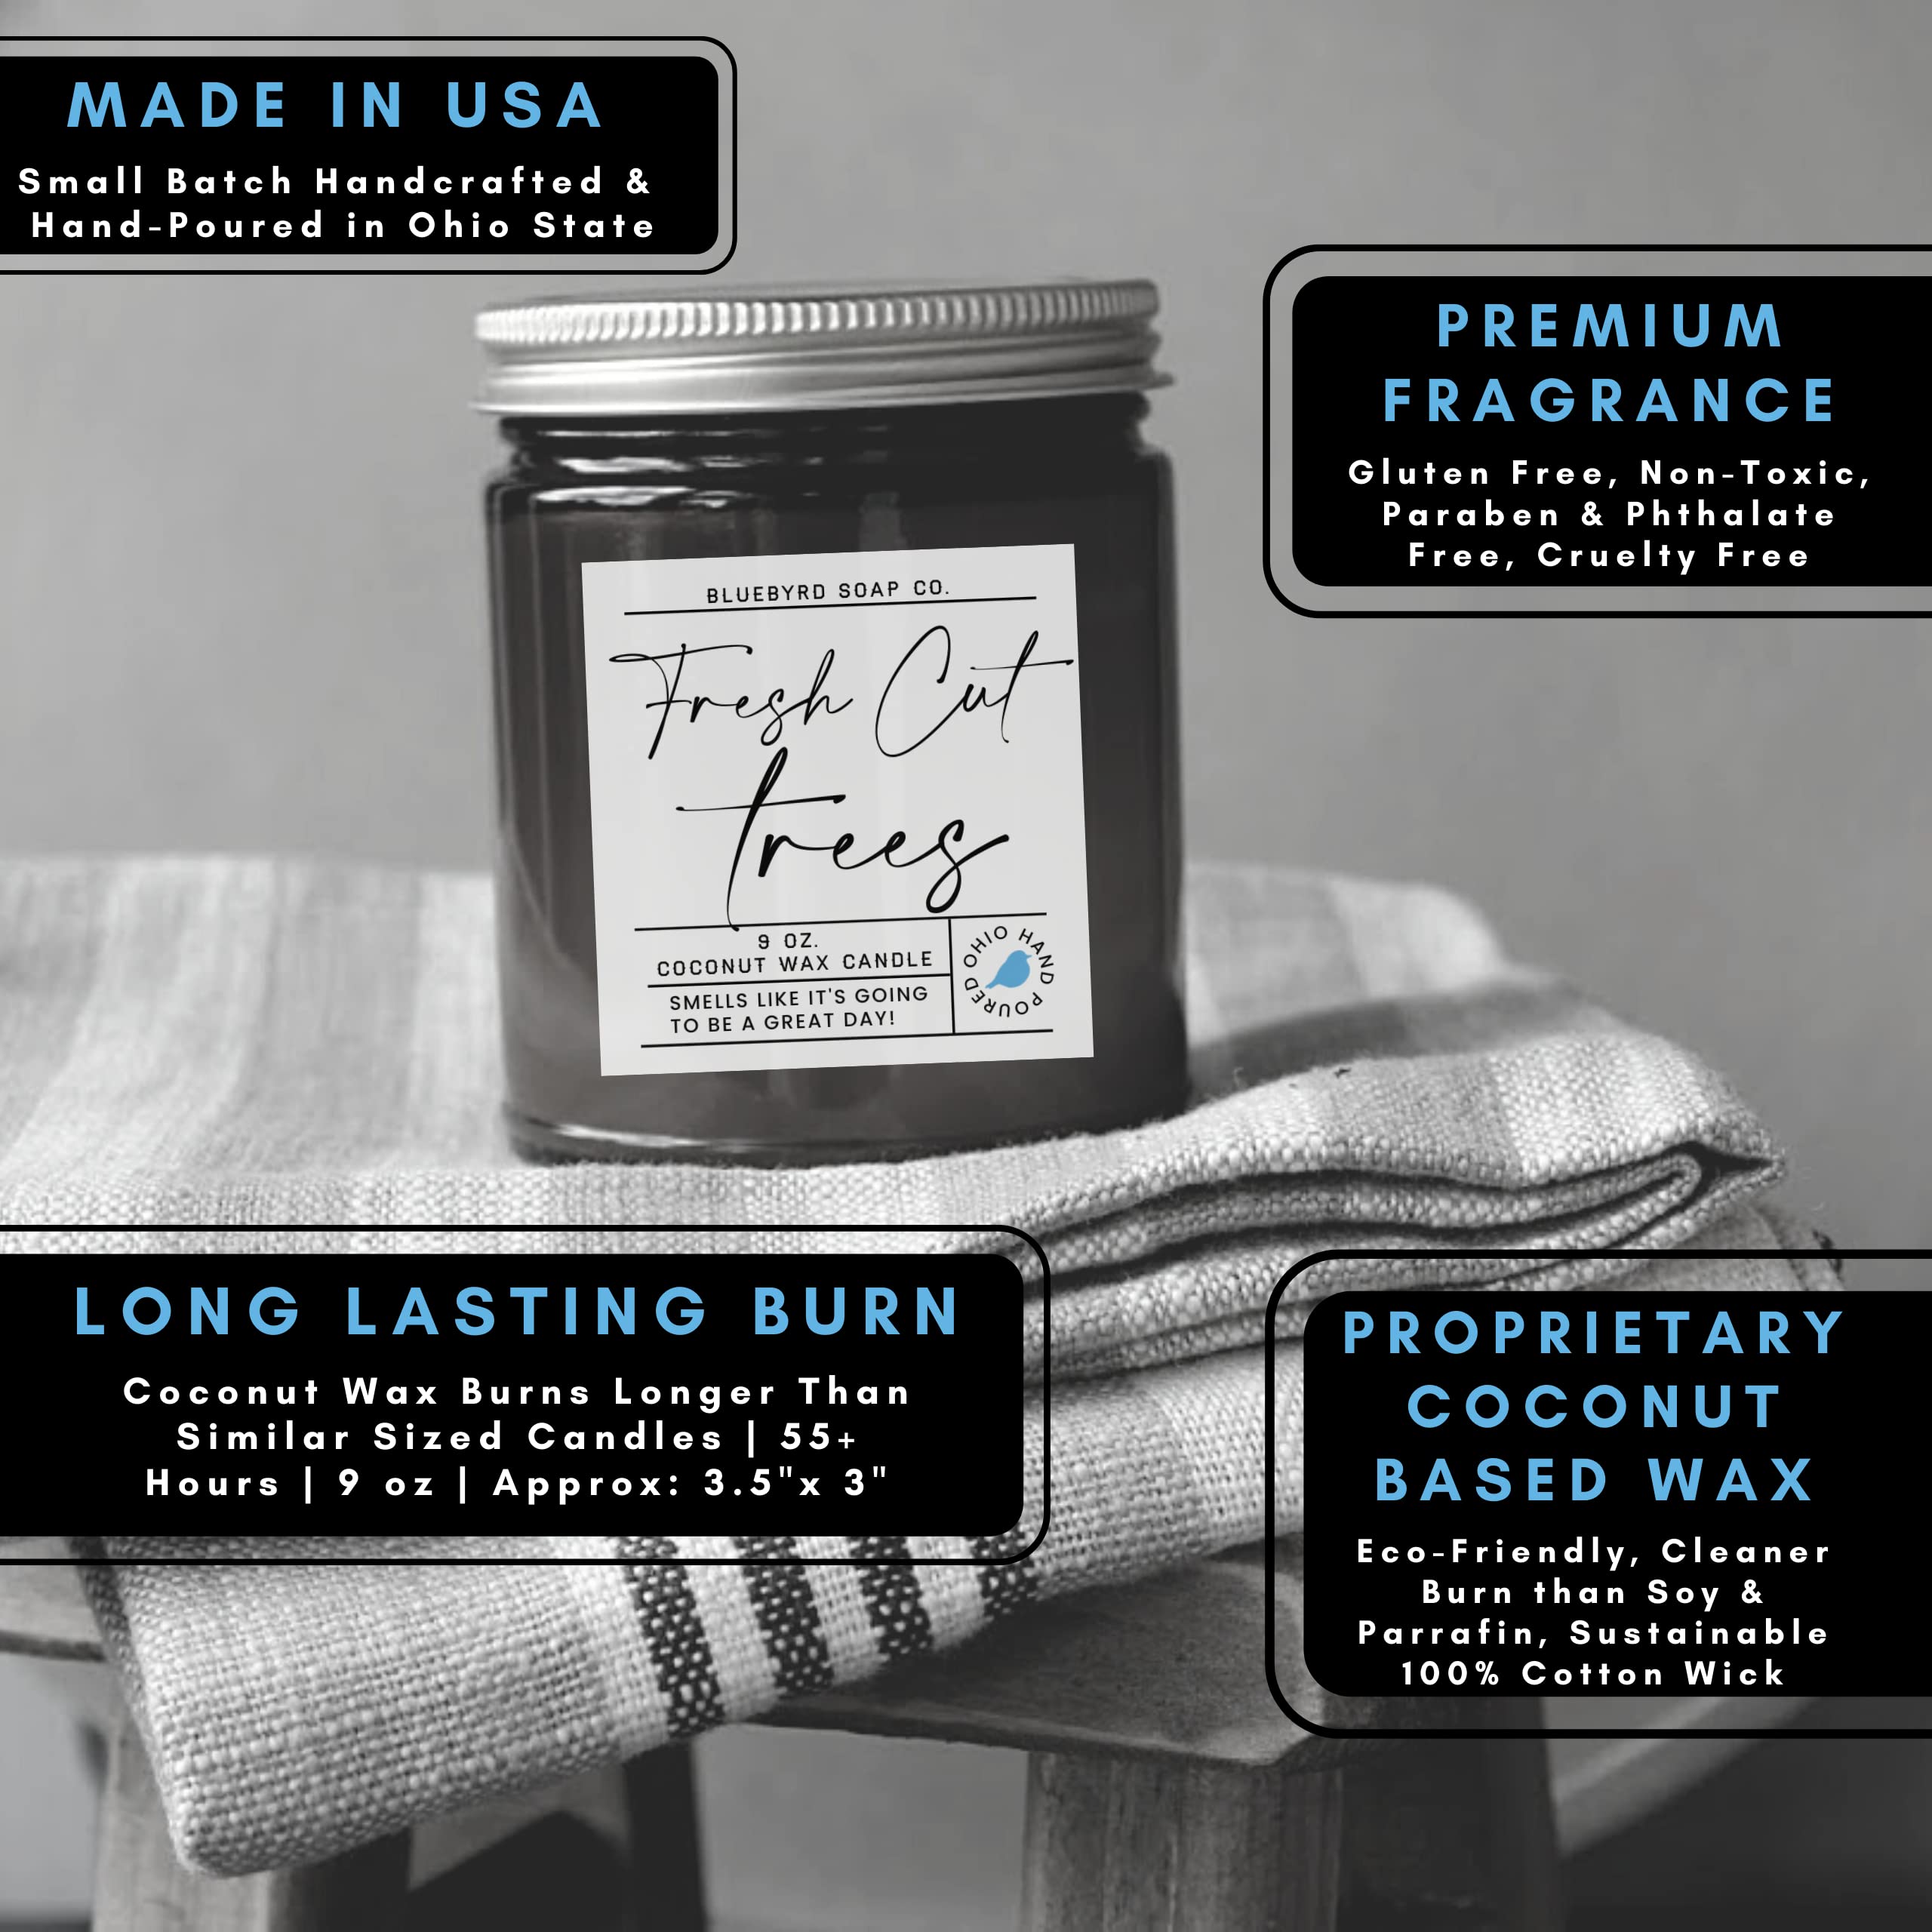 MADE IN USA
Small Batch Handcrafted &
Hand-Poured in Ohio State
PREMIUM
FRAGRANCE
Gluten Free, Non-Toxic,
Paraben & Phthalate
Free, Cruelty Free
BLUEBYRD SOAP CO.
Fresh Cut
trees
9 OZ.
COCONUT WAX CANDLE
SMELLS LIKE IT'S GOING
TO BE A GREAT DAY!
OHIO HAND POURED
LONG LASTING BURN
Coconut Wax Burns Longer Than
Similar Sized Candles | 55+
Hours | 9 oz | Approx: 3.5"x 3"
PROPRIETARY
COCONUT
BASED WAX
Eco-Friendly, Cleaner
Burn than Soy &
Parrafin, Sustainable
100% Cotton Wick